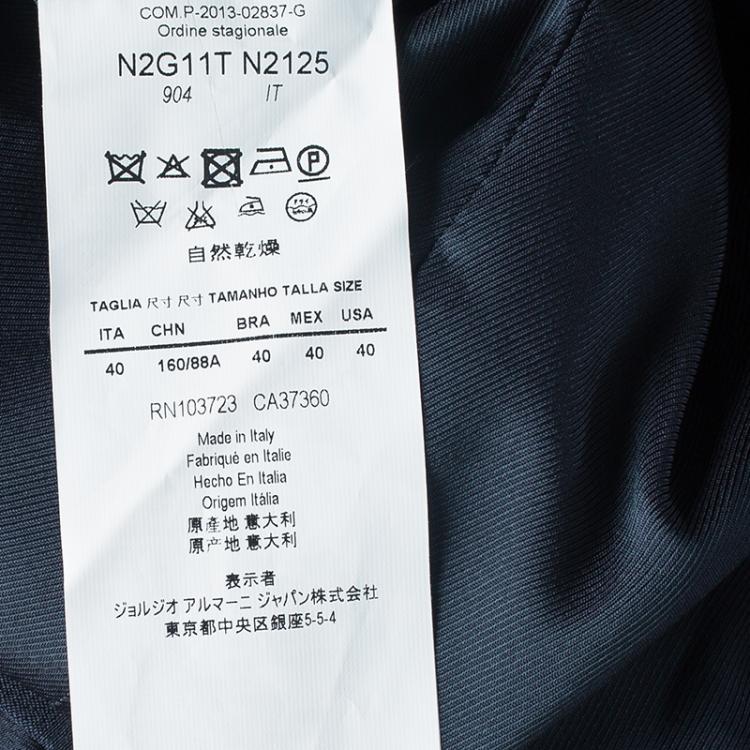 COM.P-2013-02837-G
Ordine stagionale
N2G11T N2125
904 IT
P
ドライ
自然乾燥
TAGLIA 尺寸 尺寸 TAMANHO TALLA SIZE
ITA CHN BRA MEX USA
40 160/88A 40 40 40
RN103723 CA37360
Made in Italy
Fabriqué en Italie
Hecho En Italia
Origem Itália
原産地 意大利
原产地 意大利
表示者
ジョルジオ アルマーニ ジャパン株式会社
東京都中央区銀座5-5-4